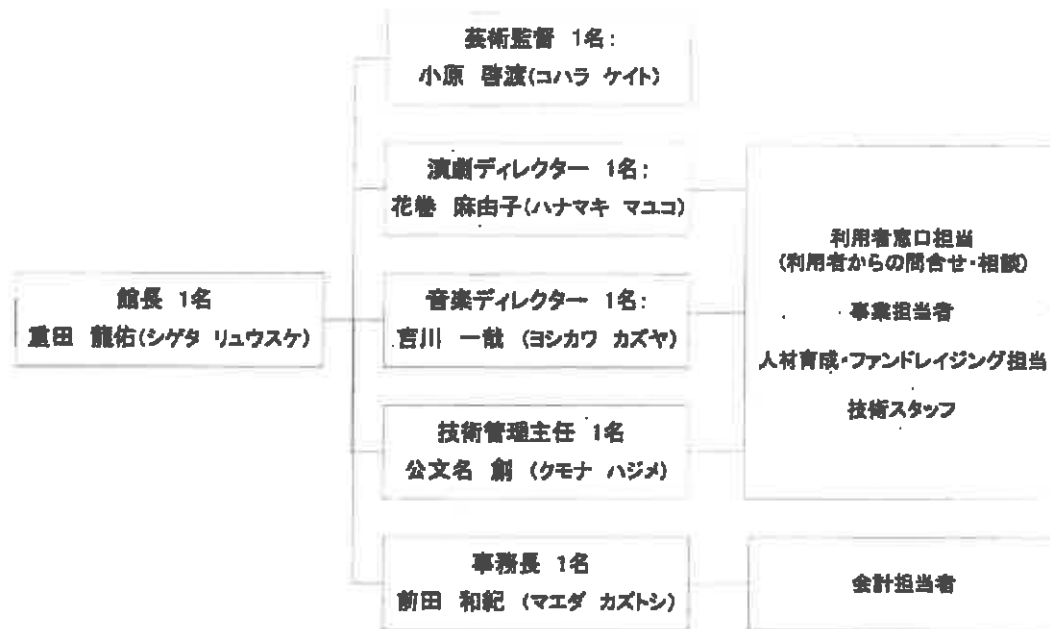 芸術監督 1名:
小原 啓渡(コハラ ケイト)
演劇ディレクター 1名:
花巻 麻由子(ハナマキ マユコ)
利用者窓口担当
(利用者からの問合せ・相談)
館長 1名
重田 龍佑(シゲタ リュウスケ)
音楽ディレクター 1名:
吉川 一哉 (ヨシカワ カズヤ)
事業担当者
人材育成・ファンドレイジング担当
技術スタッフ
技術管理主任 1名
公文名 創 (クモナ ハジメ)
事務長 1名
前田 和紀 (マエダ カズトシ)
会計担当者